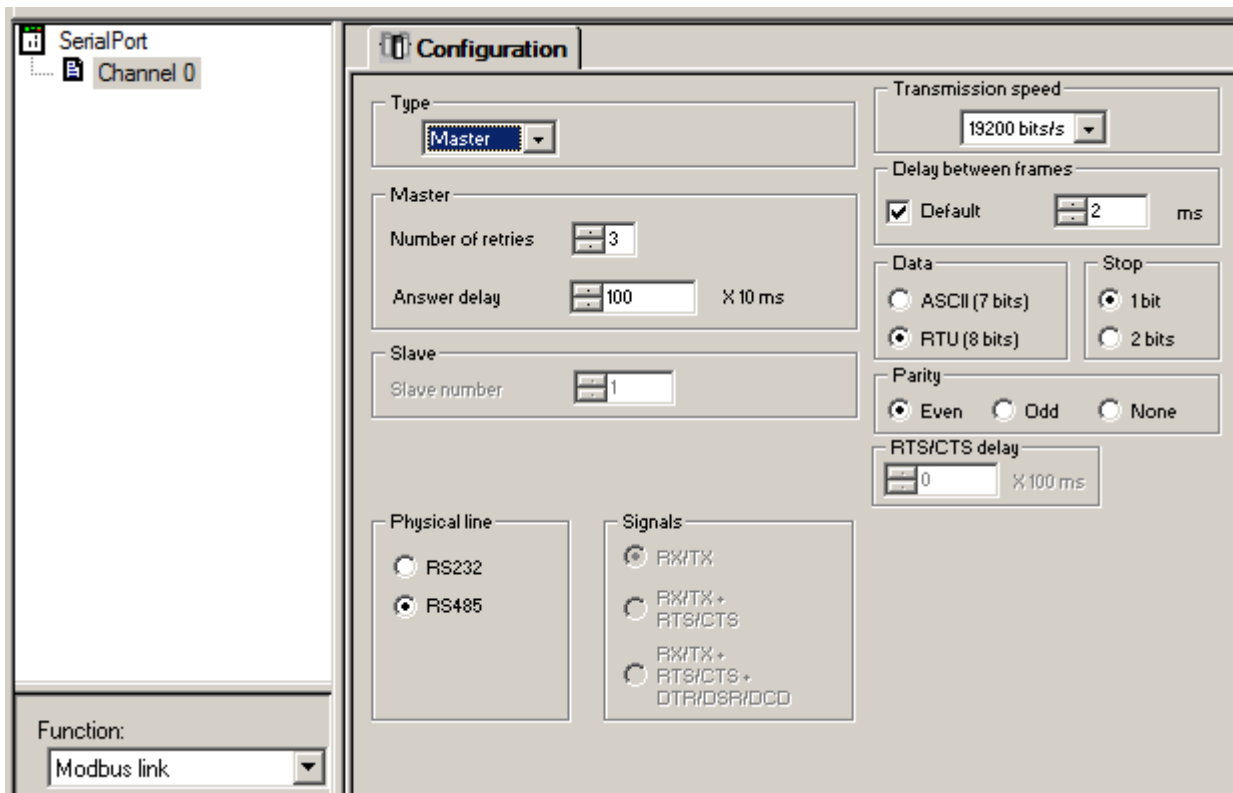 SerialPort
Channel 0
Function:
Modbus link
Configuration
Type
Master
Master
Number of retries 3
Answer delay 100 X 10 ms
Slave
Slave number 1
Physical line
RS232
RS485
Signals
RX/TX
RX/TX +
RTS/CTS
RX/TX +
RTS/CTS +
DTR/DSR/DCD
Transmission speed
19200 bits/s
Delay between frames
Default 2 ms
Data
ASCII (7 bits)
RTU (8 bits)
Stop
1 bit
2 bits
Parity
Even Odd None
RTS/CTS delay
0 X 100 ms